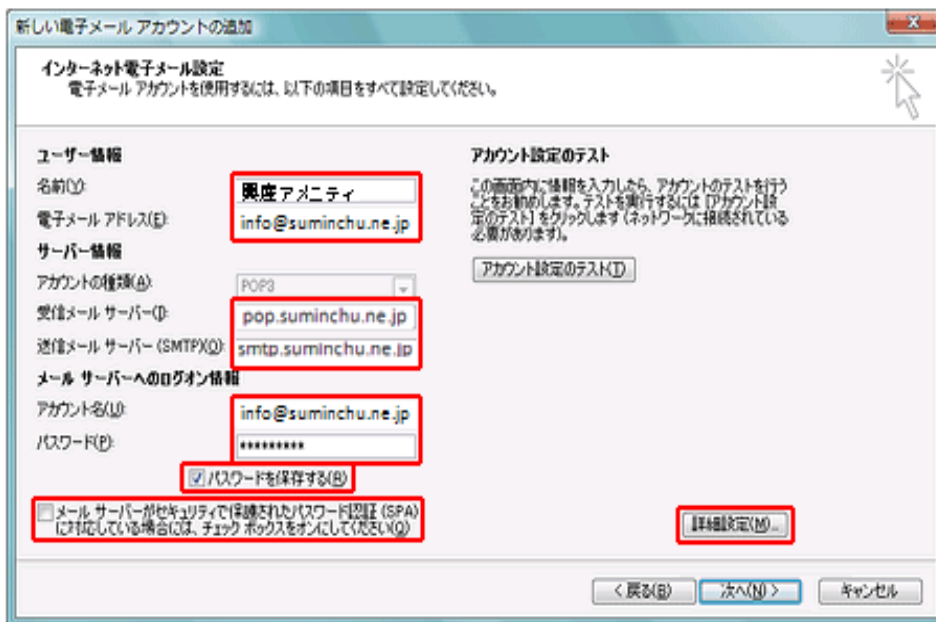 新しい電子メール アカウントの追加
インターネット電子メール設定
電子メール アカウントを使用するには、以下の項目をすべて設定してください。
ユーザー情報
名前(Y):
興産アメニティ
電子メール アドレス(E):
info@suminchu.ne.jp
サーバー情報
アカウントの種類(A):
POP3
受信メール サーバー(I):
pop.suminchu.ne.jp
送信メール サーバー (SMTP)(O):
smtp.suminchu.ne.jp
メール サーバーへのログオン情報
アカウント名(U):
info@suminchu.ne.jp
パスワード(P):
*********
パスワードを保存する(R)
メール サーバーがセキュリティで保護されたパスワード認証 (SPA)
に対応している場合には、チェック ボックスをオンにしてください(Q)
アカウント設定のテスト
この画面内に情報を入力したら、アカウントのテストを行う
ことをお勧めします。テストを実行するには [アカウント設
定のテスト] をクリックします (ネットワークに接続されている
必要があります)。
アカウント設定のテスト(T)
詳細設定(M)...
< 戻る(B)
次へ(N) >
キャンセル